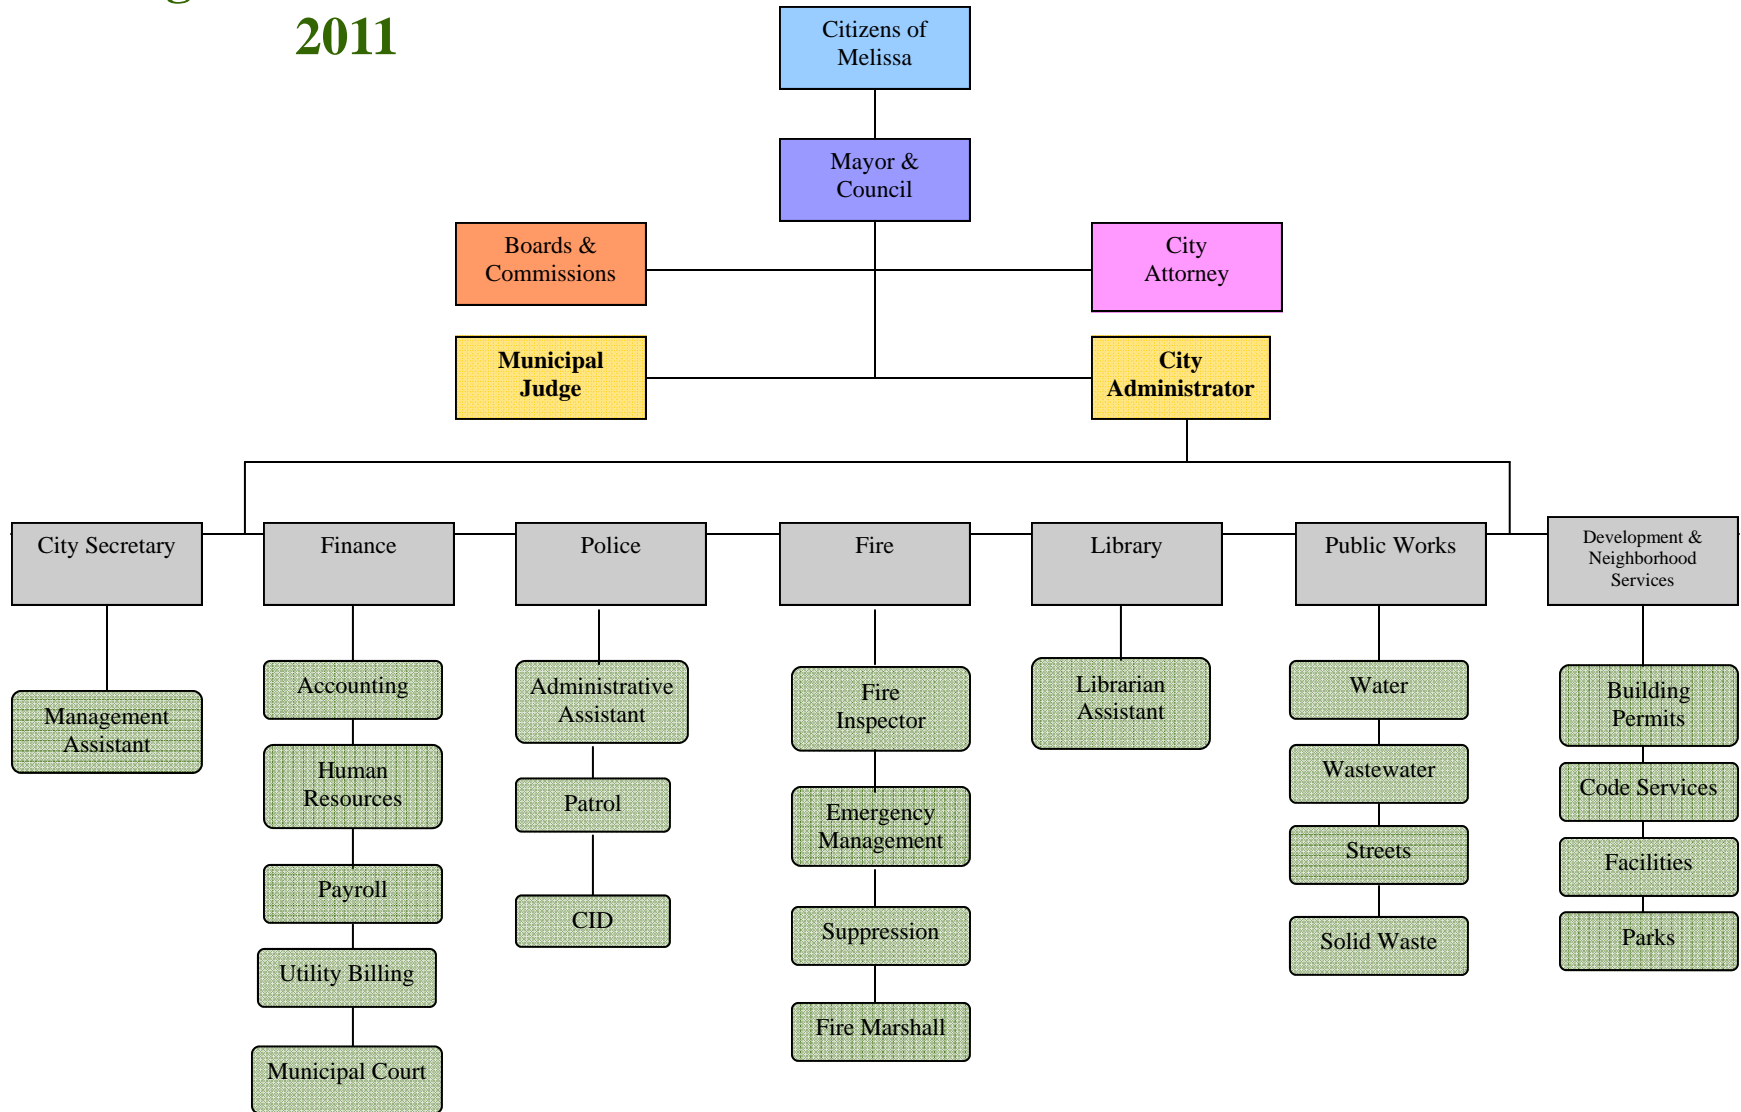 2011
Citizens of
Melissa
Mayor &
Council
Boards &
Commissions
City
Attorney
Municipal
Judge
City
Administrator
City Secretary
Finance
Police
Fire
Library
Public Works
Development &
Neighborhood
Services
Management
Assistant
Accounting
Human
Resources
Payroll
Utility Billing
Municipal Court
Administrative
Assistant
Patrol
CID
Fire
Inspector
Emergency
Management
Suppression
Fire Marshall
Librarian
Assistant
Water
Wastewater
Streets
Solid Waste
Building
Permits
Code Services
Facilities
Parks